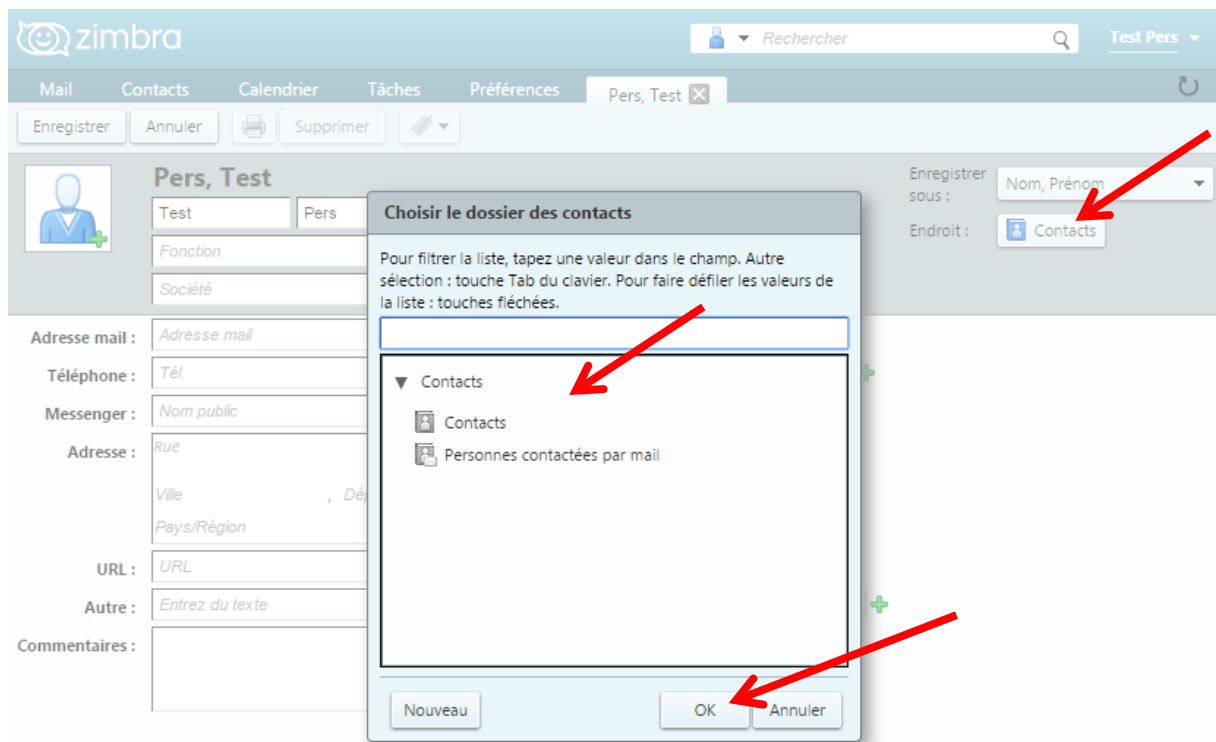 zimbra
Rechercher
Test Pers
Mail Contacts Calendrier Tâches Préférences Pers, Test
Enregistrer Annuler Supprimer
Pers, Test
Test Pers
Fonction
Société
Enregistrer
sous :
Nom, Prénom
Endroit : Contacts
Choisir le dossier des contacts
Pour filtrer la liste, tapez une valeur dans le champ. Autre
sélection : touche Tab du clavier. Pour faire défiler les valeurs de
la liste : touches fléchées.
Contacts
Contacts
Personnes contactées par mail
Nouveau OK Annuler
Adresse mail : Adresse mail
Téléphone : Tél.
Messenger : Nom public
Adresse : Rue
Ville , Dép
Pays/Région
URL : URL
Autre : Entrez du texte
Commentaires :